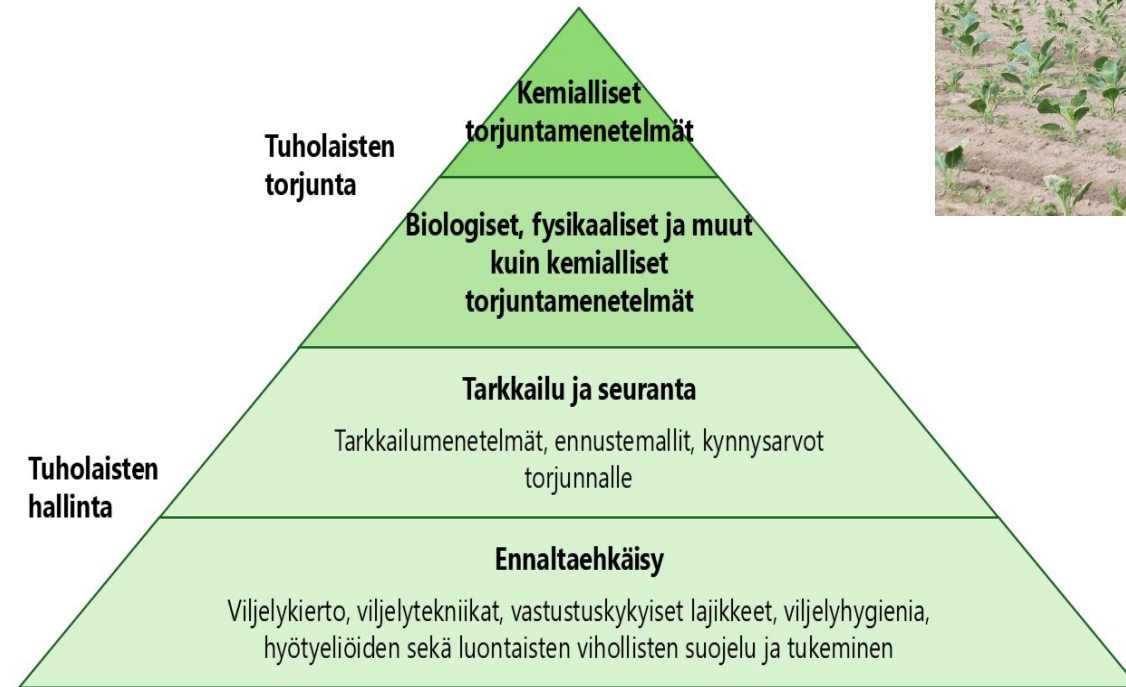 Kemialliset
torjuntamenetelmät
Tuholaisten
torjunta
Biologiset, fysikaaliset ja muut
kuin kemialliset
torjuntamenetelmät
Tarkkailu ja seuranta
Tarkkailumenetelmät, ennustemallit, kynnysarvot
torjunnalle
Tuholaisten
hallinta
Ennaltaehkäisy
Viljelykierto, viljelytekniikat, vastustuskykyiset lajikkeet, viljelyhygienia,
hyötyeliöiden sekä luontaisten vihollisten suojelu ja tukeminen